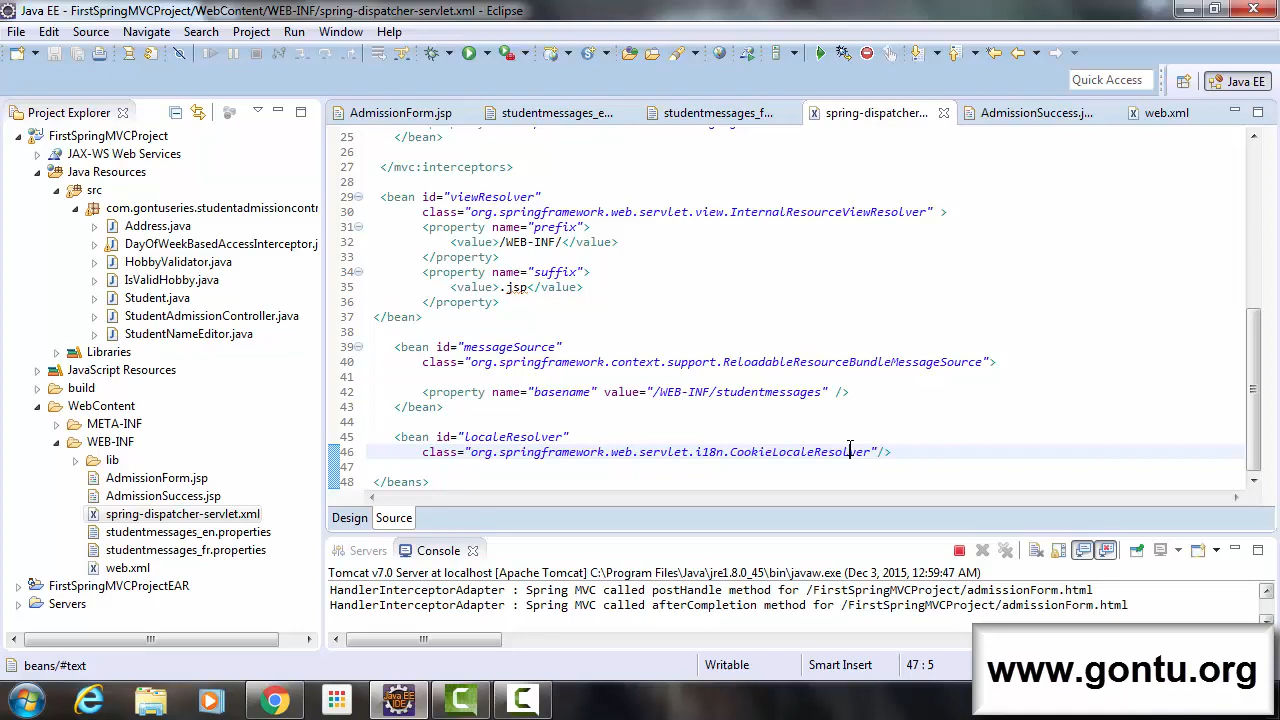 Java EE - FirstSpringMVCProject/WebContent/WEB-INF/spring-dispatcher-servlet.xml - Eclipse
File Edit Source Navigate Search Project Run Window Help
Quick Access
Java EE
Project Explorer
FirstSpringMVCProject
JAX-WS Web Services
Java Resources
src
com.gontuseries.studentadmissioncontr
Address.java
DayOfWeekBasedAccessInterceptor.j
HobbyValidator.java
IsValidHobby.java
Student.java
StudentAdmissionController.java
StudentNameEditor.java
Libraries
JavaScript Resources
build
WebContent
META-INF
WEB-INF
lib
AdmissionForm.jsp
AdmissionSuccess.jsp
spring-dispatcher-servlet.xml
studentmessages_en.properties
studentmessages_fr.properties
web.xml
FirstSpringMVCProjectEAR
Servers
AdmissionForm.jsp studentmessages_e... studentmessages_f... spring-dispatcher... AdmissionSuccess.j... web.xml
25 </bean>
26
27 </mvc:interceptors>
28
29 <bean id="viewResolver"
30 class="org.springframework.web.servlet.view.InternalResourceViewResolver" >
31 <property name="prefix">
32 <value>/WEB-INF/</value>
33 </property>
34 <property name="suffix">
35 <value>.jsp</value>
36 </property>
37 </bean>
38
39 <bean id="messageSource"
40 class="org.springframework.context.support.ReloadableResourceBundleMessageSource">
41
42 <property name="basename" value="/WEB-INF/studentmessages" />
43 </bean>
44
45 <bean id="localeResolver"
46 class="org.springframework.web.servlet.i18n.CookieLocaleResolver"/>
47
48 </beans>
Design Source
Servers Console
Tomcat v7.0 Server at localhost [Apache Tomcat] C:\Program Files\Java\jre1.8.0_45\bin\javaw.exe (Dec 3, 2015, 12:59:47 AM)
HandlerInterceptorAdapter : Spring MVC called postHandle method for /FirstSpringMVCProject/admissionForm.html
HandlerInterceptorAdapter : Spring MVC called afterCompletion method for /FirstSpringMVCProject/admissionForm.html
beans/#text
Writable
Smart Insert
47 : 5
www.gontu.org
Java EE
IDE